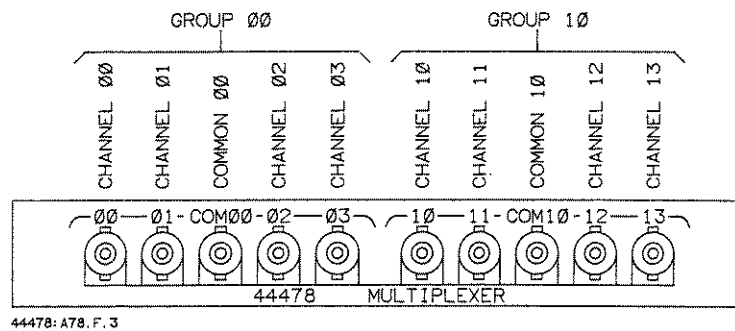 GROUP ØØ
GROUP 1Ø
CHANNEL ØØ
CHANNEL Ø1
COMMON ØØ
CHANNEL Ø2
CHANNEL Ø3
CHANNEL 1Ø
CHANNEL 11
COMMON 1Ø
CHANNEL 12
CHANNEL 13
ØØ Ø1 - COMØØ - Ø2 Ø3
1Ø 11 - COM1Ø - 12 13
44478 MULTIPLEXER
44478: A78.F.3